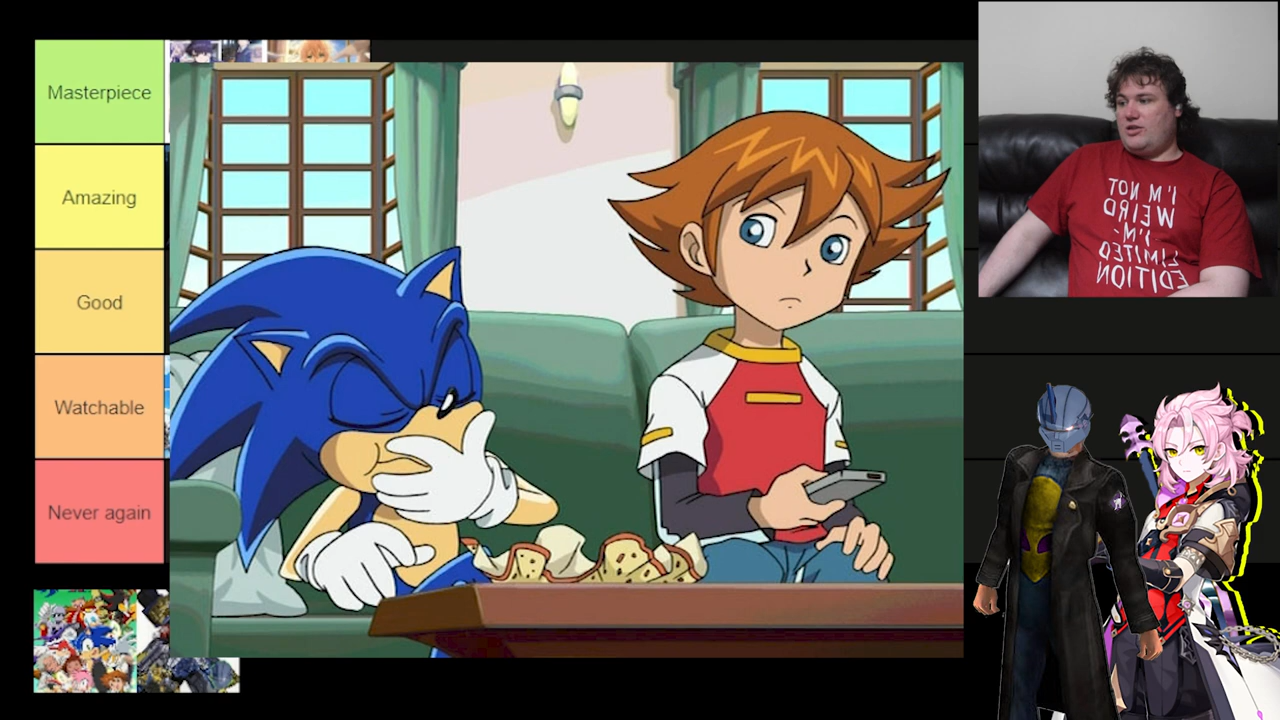 Masterpiece
Amazing
Good
Watchable
Never again
I'M NOT
WEIRD
I'M-
LIMITED
EDITION